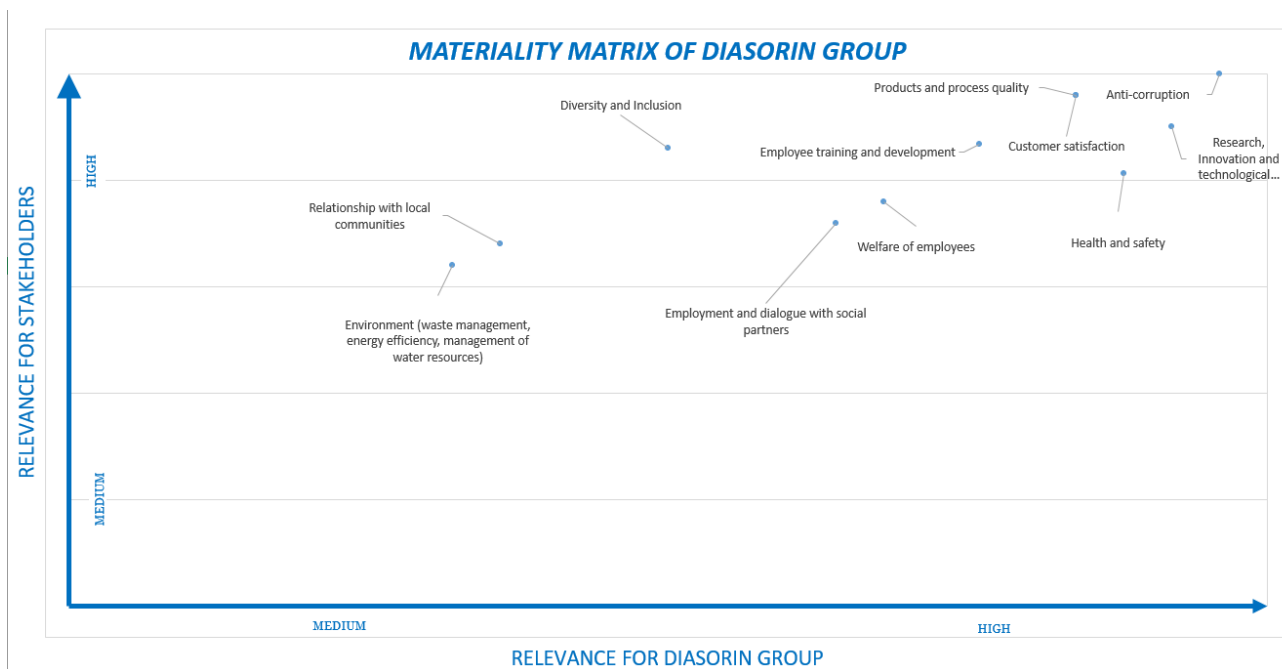 MATERIALITY MATRIX OF DIASORIN GROUP
Products and process quality
Anti-corruption
Diversity and Inclusion
Employee training and development
Customer satisfaction
Research,
Innovation and
technological...
HIGH
Relationship with local
communities
Welfare of employees
Health and safety
Environment (waste management,
energy efficiency, management of
water resources)
Employment and dialogue with social
partners
RELEVANCE FOR STAKEHOLDERS
MEDIUM
MEDIUM
HIGH
RELEVANCE FOR DIASORIN GROUP